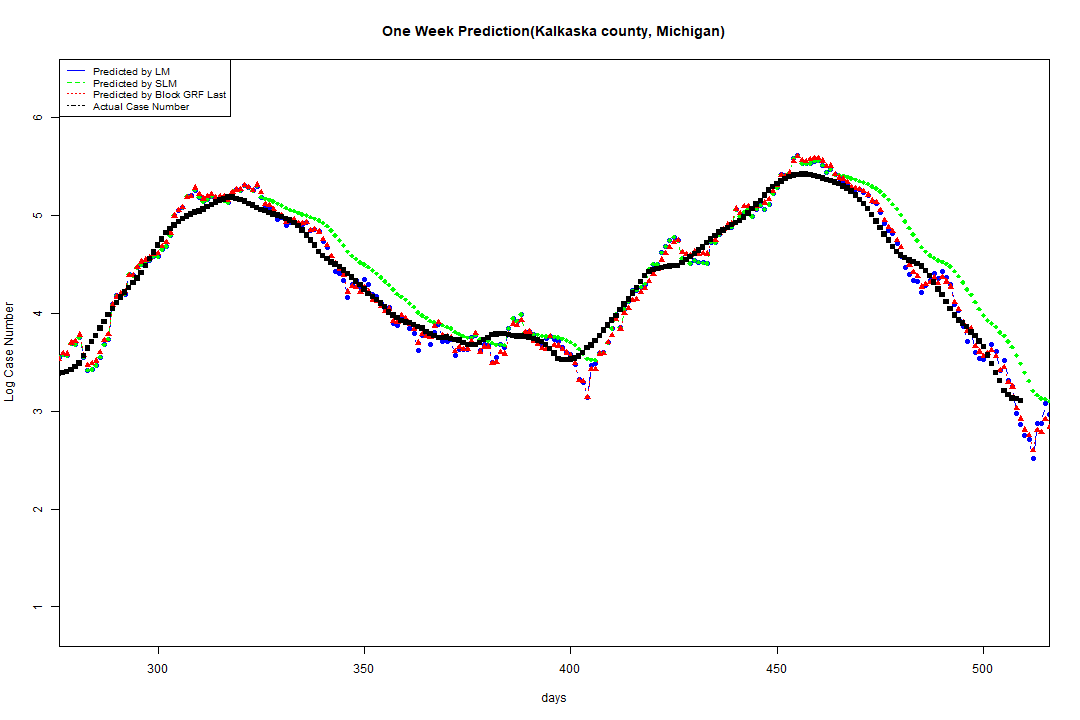 One Week Prediction(Kalkaska county, Michigan)
Predicted by LM
Predicted by SLM
Predicted by Block GRF Last
Actual Case Number
6
5
4
3
2
1
Log Case Number
300 350 400 450 500
days